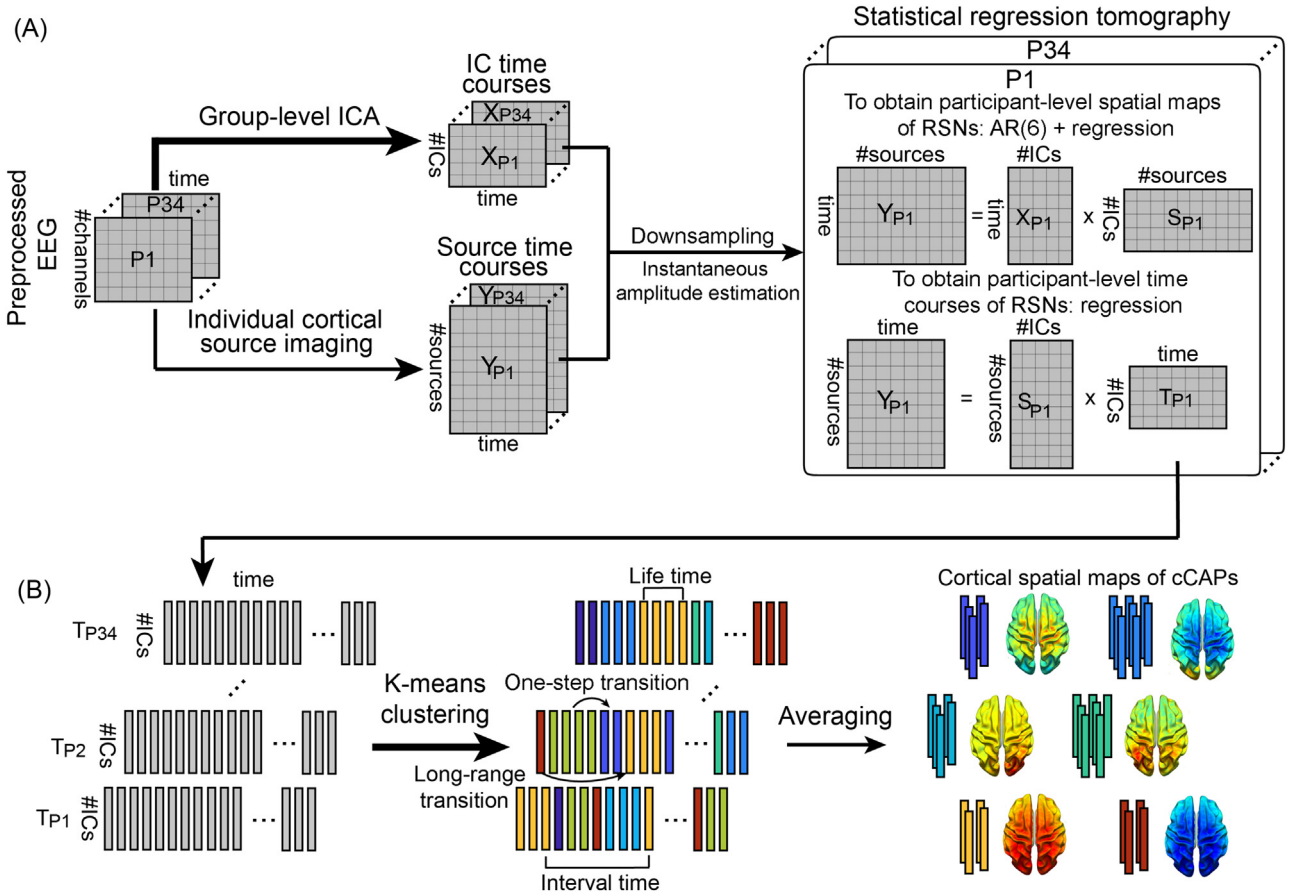 (A)
Statistical regression tomography
P34
P1
IC time
courses
Group-level ICA
XP34
#ICs
XP1
time
To obtain participant-level spatial maps
of RSNs: AR(6) + regression
#sources
#ICs
#sources
time
YP1
=
time
XP1
x
#ICs
SP1
Preprocessed
EEG
time
P34
#channels
P1
Source time
courses
YP34
#sources
YP1
time
Downsampling
Instantaneous
amplitude estimation
Individual cortical
source imaging
To obtain participant-level time
courses of RSNs: regression
time
#ICs
time
#sources
YP1
=
#sources
SP1
x
#ICs
TP1
(B)
time
TP34
#ICs
...
Life time
...
Cortical spatial maps of cCAPs
K-means
clustering
One-step transition
Averaging
TP2
#ICs
...
...
Long-range
transition
TP1
#ICs
...
...
Interval time